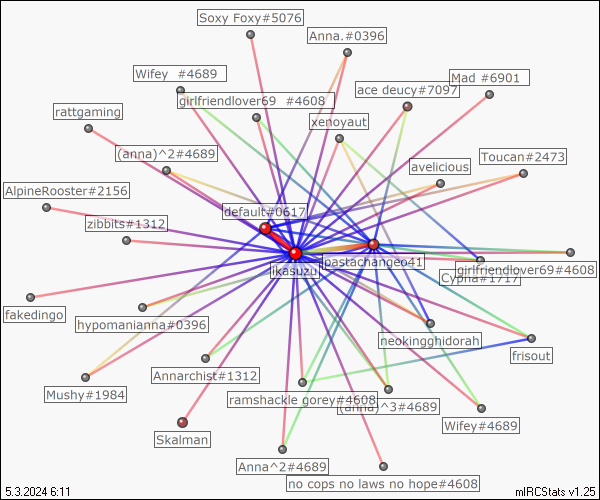 Soxy Foxy#5076
Anna.#0396
Wifey  #4689
Mad #6901
ace deucy#7097
girlfriendlover69  #4608
rattgaming
xenoyaut
(anna)^2#4689
Toucan#2473
avelicious
AlpineRooster#2156
default#0617
zibbits#1312
pastachangeo41
girlfriendlover69#4608
ikasuzu
fakedingo
hypomanianna#0396
neokingghidorah
frisout
Annarchist#1312
Mushy#1984
ramshackle gorey#4608
(anna)^3#4689
Wifey#4689
Skalman
Anna^2#4689
no cops no laws no hope#4608
5.3.2024 6:11
mIRCStats v1.25